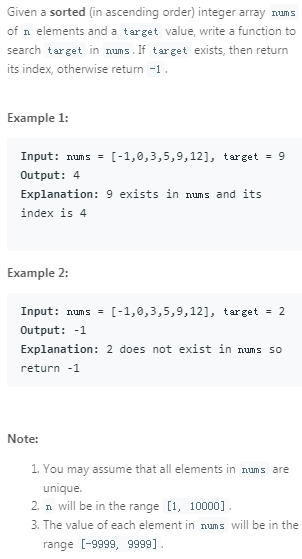 Given a sorted (in ascending order) integer array nums
of n elements and a target value, write a function to
search target in nums. If target exists, then return
its index, otherwise return -1.
Example 1:
Input: nums = [-1,0,3,5,9,12], target = 9
Output: 4
Explanation: 9 exists in nums and its
index is 4
Example 2:
Input: nums = [-1,0,3,5,9,12], target = 2
Output: -1
Explanation: 2 does not exist in nums so
return -1
Note:
1. You may assume that all elements in nums are
unique.
2. n will be in the range [1, 10000].
3. The value of each element in nums will be in the
range [-9999, 9999].